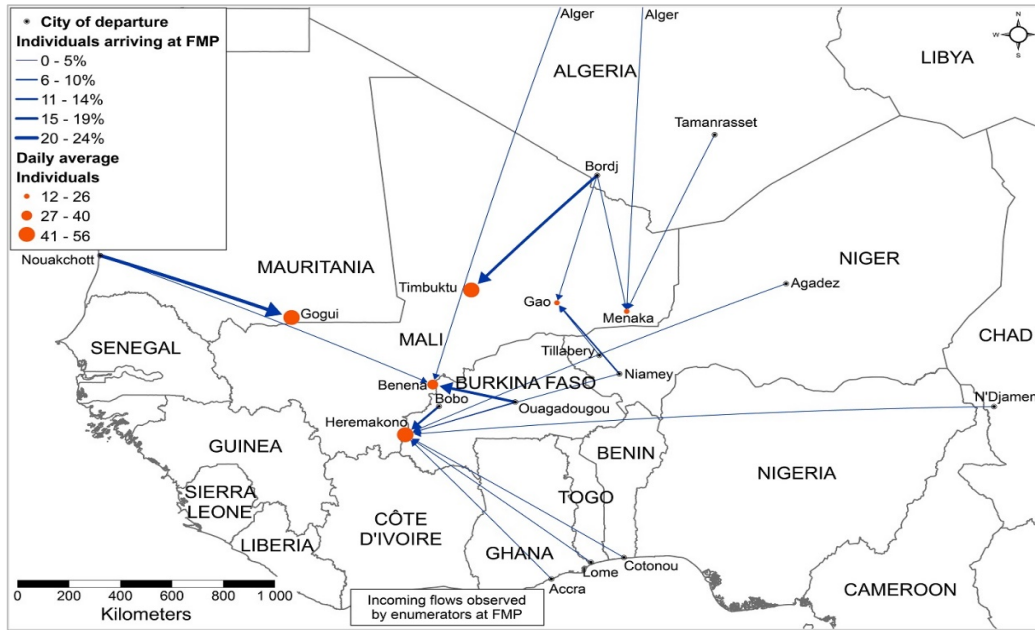 City of departure
Individuals arriving at FMP
0 - 5%
6 - 10%
11 - 14%
15 - 19%
20 - 24%
Daily average
Individuals
12 - 26
27 - 40
41 - 56
Alger
Alger
N
W
E
S
LIBYA
ALGERIA
Tamanrasset
Bordj
Nouakchott
MAURITANIA
NIGER
Timbuktu
Agadez
Gao
Gogui
Menaka
MALI
CHAD
SENEGAL
Tillabery
Niamey
Benena
BURKINA FASO
Bobo
Ouagadougou
N'Djamen
Heremakono
GUINEA
BENIN
NIGERIA
SIERRA
LEONE
TOGO
CÔTE
D'IVOIRE
LIBERIA
GHANA
Lome
Cotonou
Accra
CAMEROON
0 200 400 600 800 1 000
Kilometers
Incoming flows observed
by enumerators at FMP